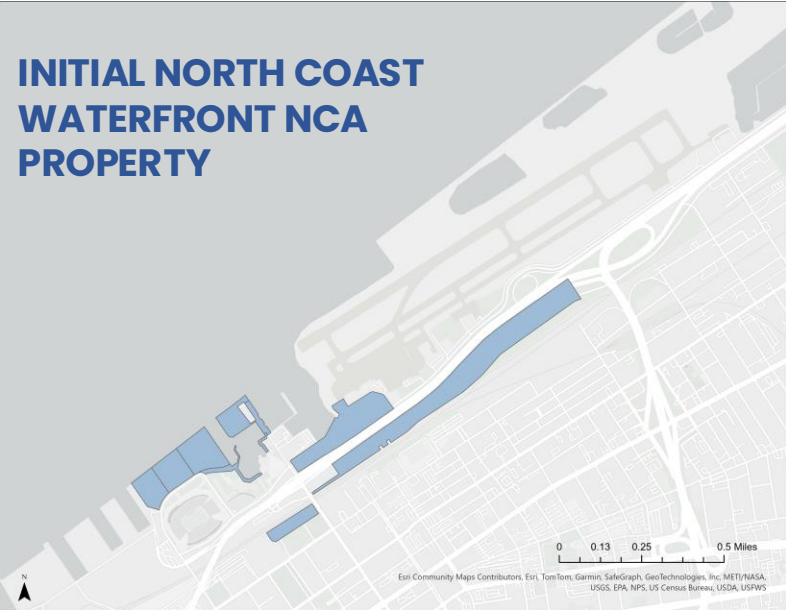 INITIAL NORTH COAST
WATERFRONT NCA
PROPERTY
0 0.13 0.25 0.5 Miles
N
Esri Community Maps Contributors, Esri, TomTom, Garmin, SafeGraph, GeoTechnologies, Inc, METI/NASA,
USGS, EPA, NPS, US Census Bureau, USDA, USFWS